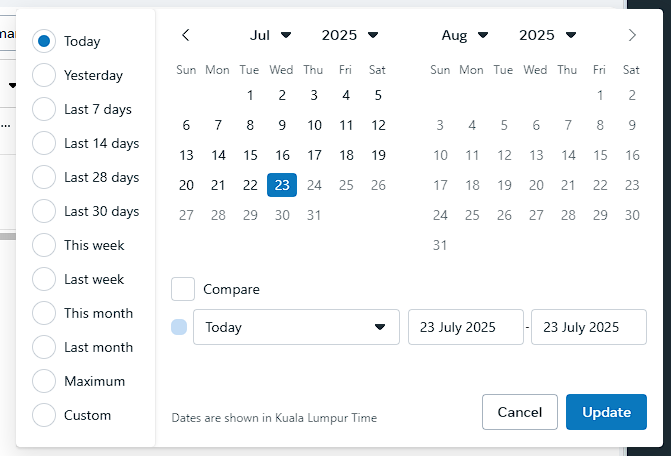 Today
Yesterday
Last 7 days
Last 14 days
Last 28 days
Last 30 days
This week
Last week
This month
Last month
Maximum
Custom
Jul 2025
Sun Mon Tue Wed Thu Fri Sat
1 2 3 4 5
6 7 8 9 10 11 12
13 14 15 16 17 18 19
20 21 22 23 24 25 26
27 28 29 30 31
Aug 2025
Sun Mon Tue Wed Thu Fri Sat
1 2
3 4 5 6 7 8 9
10 11 12 13 14 15 16
17 18 19 20 21 22 23
24 25 26 27 28 29 30
31
Compare
Today 23 July 2025 - 23 July 2025
Dates are shown in Kuala Lumpur Time
Cancel Update